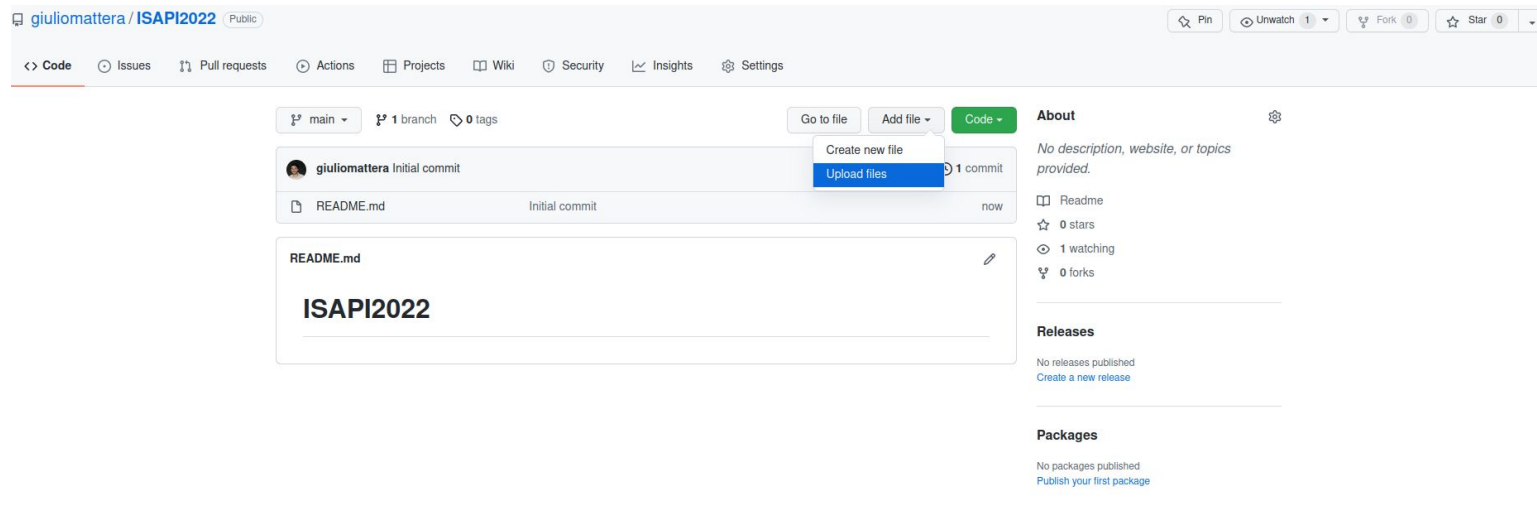 giuliomattera / ISAPI2022 Public
Pin Unwatch 1 Fork 0 Star 0
<> Code Issues Pull requests Actions Projects Wiki Security Insights Settings
main 1 branch 0 tags Go to file Add file Code
Create new file
Upload files
giuliomattera Initial commit 1 commit
README.md Initial commit now
README.md
ISAPI2022
About
No description, website, or topics
provided.
Readme
0 stars
1 watching
0 forks
Releases
No releases published
Create a new release
Packages
No packages published
Publish your first package